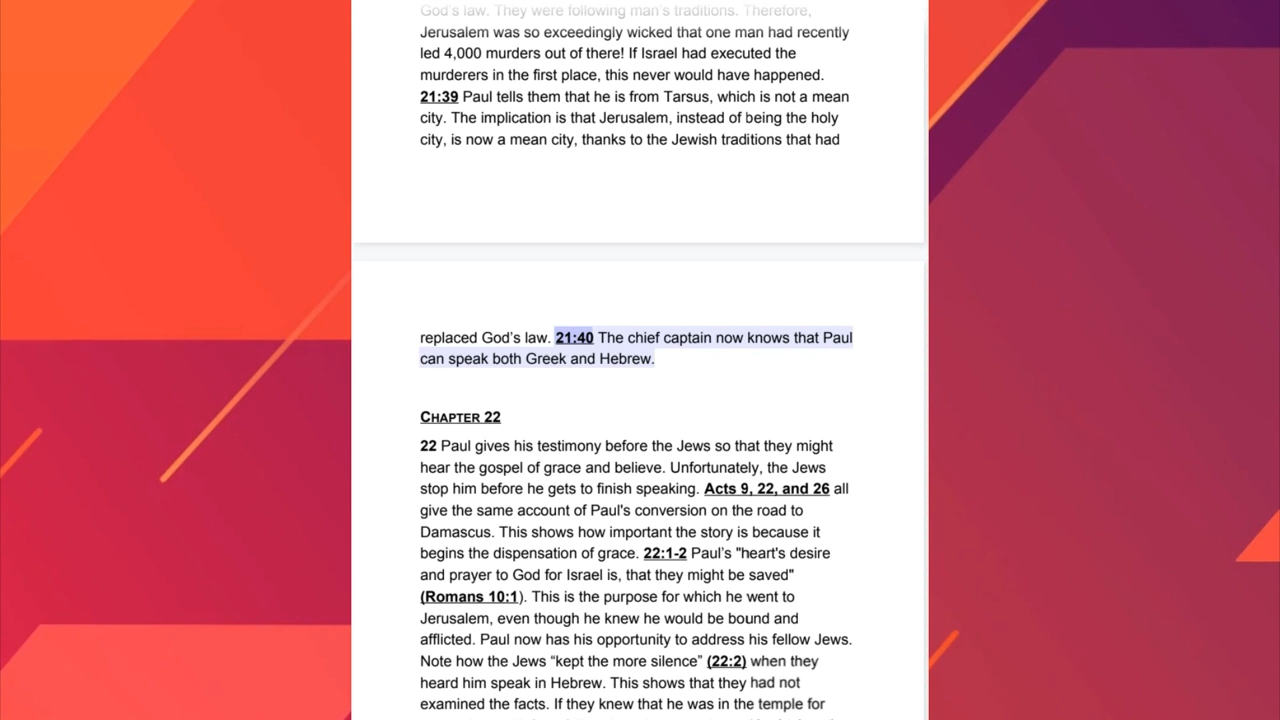 God's law. They were following man's traditions. Therefore,
Jerusalem was so exceedingly wicked that one man had recently
led 4,000 murders out of there! If Israel had executed the
murderers in the first place, this never would have happened.
21:39 Paul tells them that he is from Tarsus, which is not a mean
city. The implication is that Jerusalem, instead of being the holy
city, is now a mean city, thanks to the Jewish traditions that had
replaced God's law. 21:40 The chief captain now knows that Paul
can speak both Greek and Hebrew.
CHAPTER 22
22 Paul gives his testimony before the Jews so that they might
hear the gospel of grace and believe. Unfortunately, the Jews
stop him before he gets to finish speaking. Acts 9, 22, and 26 all
give the same account of Paul's conversion on the road to
Damascus. This shows how important the story is because it
begins the dispensation of grace. 22:1-2 Paul's "heart's desire
and prayer to God for Israel is, that they might be saved"
(Romans 10:1). This is the purpose for which he went to
Jerusalem, even though he knew he would be bound and
afflicted. Paul now has his opportunity to address his fellow Jews.
Note how the Jews “kept the more silence” (22:2) when they
heard him speak in Hebrew. This shows that they had not
examined the facts. If they knew that he was in the temple for